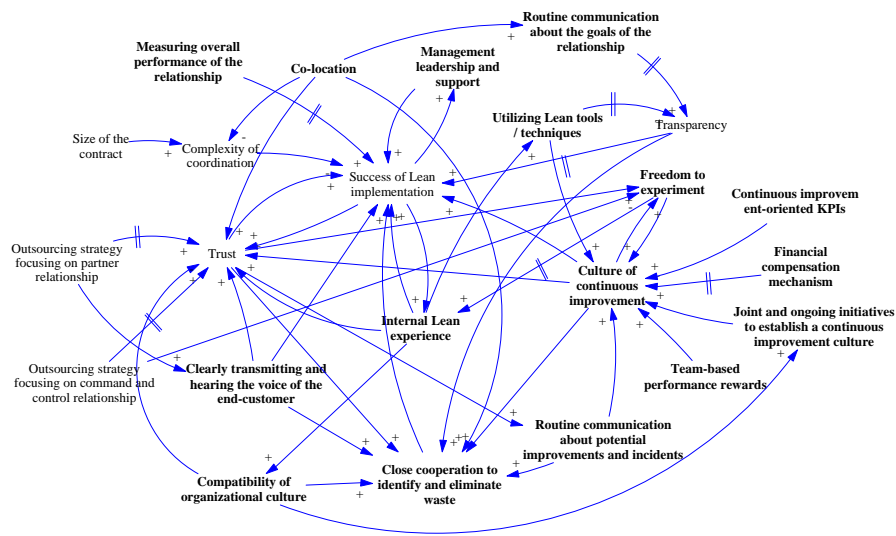 Routine communication
about the goals of the
relationship
Measuring overall
performance of the
relationship
Management
leadership and
support
Co-location
Utilizing Lean tools
/ techniques
Transparency
Size of the
contract
Complexity of
coordination
Success of Lean
implementation
Freedom to
experiment
Continuous improvem
ent-oriented KPIs
Outsourcing strategy
focusing on partner
relationship
Trust
Culture of
continuous
improvement
Financial
compensation
mechanism
Internal Lean
experience
Joint and ongoing initiatives
to establish a continuous
improvement culture
Outsourcing strategy
focusing on command and
control relationship
Clearly transmitting and
hearing the voice of the
end-customer
Team-based
performance rewards
Routine communication
about potential
improvements and incidents
Compatibility of
organizational culture
Close cooperation to
identify and eliminate
waste